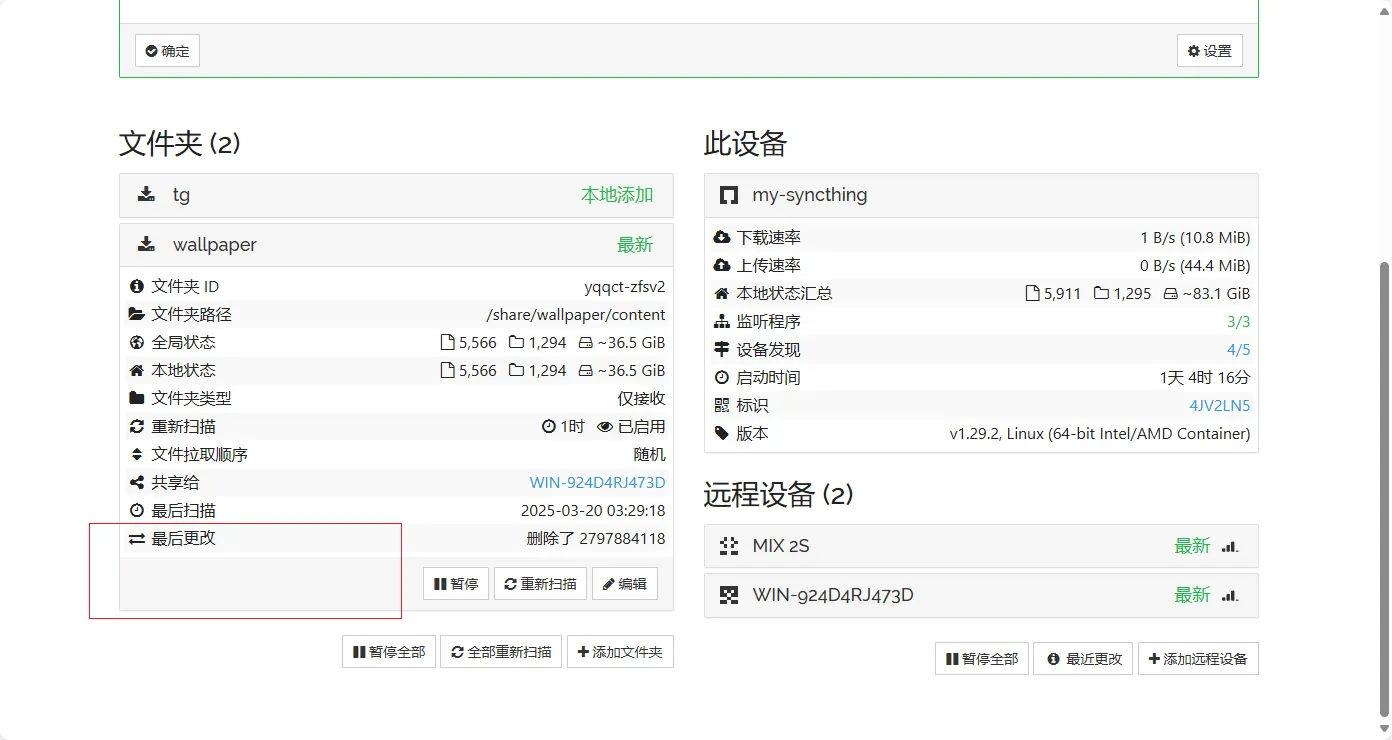 确定
设置
文件夹 (2)
tg 本地添加
wallpaper 最新
文件夹 ID yqqct-zfsv2
文件夹路径 /share/wallpaper/content
全局状态 5,566 1,294 ~36.5 GiB
本地状态 5,566 1,294 ~36.5 GiB
文件夹类型 仅接收
重新扫描 1时 已启用
文件拉取顺序 随机
共享给 WIN-924D4RJ473D
最后扫描 2025-03-20 03:29:18
最后更改 删除了 2797884118
暂停 重新扫描 编辑
暂停全部 全部重新扫描 添加文件夹
此设备
my-syncthing
下载速率 1 B/s (10.8 MiB)
上传速率 0 B/s (44.4 MiB)
本地状态汇总 5,911 1,295 ~83.1 GiB
监听程序 3/3
设备发现 4/5
启动时间 1天 4时 16分
标识 4JV2LN5
版本 v1.29.2, Linux (64-bit Intel/AMD Container)
远程设备 (2)
MIX 2S 最新
WIN-924D4RJ473D 最新
暂停全部 最近更改 添加远程设备